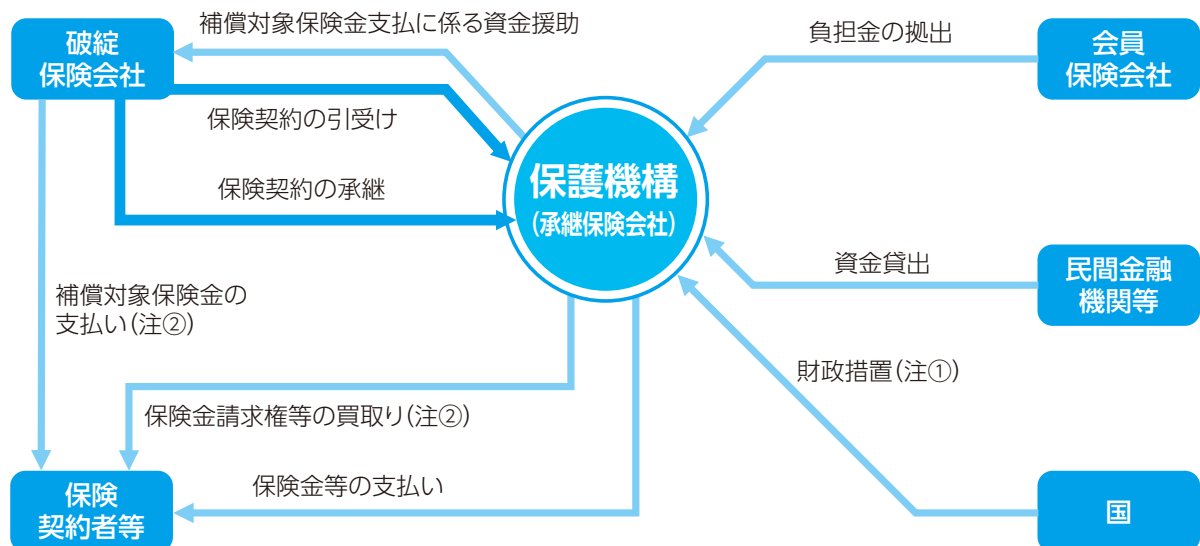 補償対象保険金支払に係る資金援助
破綻
保険会社
負担金の拠出
会員
保険会社
保険契約の引受け
保険契約の承継
保護機構
(承継保険会社)
資金貸出
民間金融
機関等
補償対象保険金の
支払い(注②)
財政措置(注①)
保険金請求権等の買取り(注②)
保険金等の支払い
保険
契約者等
国